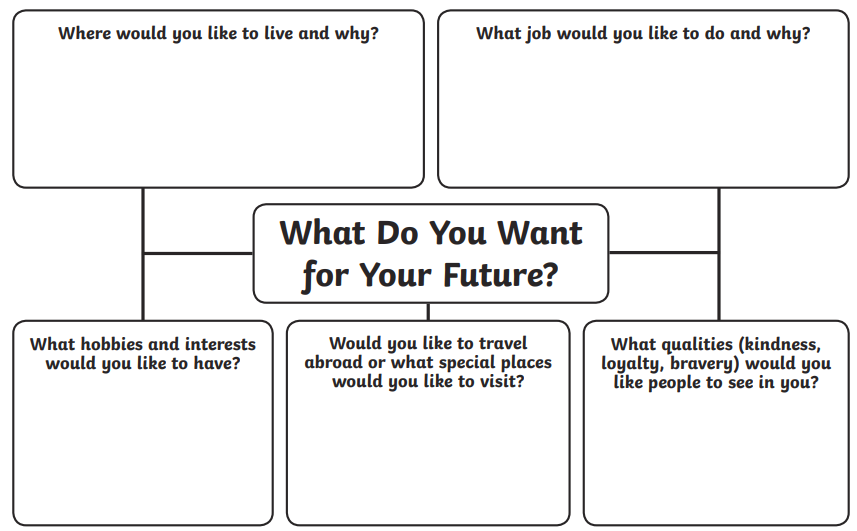 Where would you like to live and why?
What job would you like to do and why?
What Do You Want
for Your Future?
What hobbies and interests
would you like to have?
Would you like to travel
abroad or what special places
would you like to visit?
What qualities (kindness,
loyalty, bravery) would you
like people to see in you?